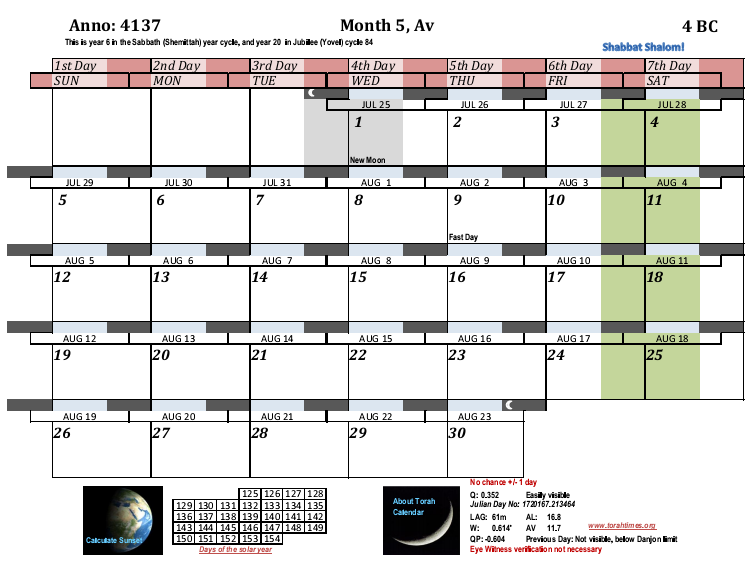 Anno: 4137 Month 5, Av 4 BC
This is year 6 in the Sabbath (Shemittah) year cycle, and year 20 in Jubilee (Yovel) cycle 84
Shabbat Shalom!
1st Day 2nd Day 3rd Day 4th Day 5th Day 6th Day 7th Day
SUN MON TUE WED THU FRI SAT
JUL 25 JUL 26 JUL 27 JUL 28
1 2 3 4
New Moon
JUL 29 JUL 30 JUL 31 AUG 1 AUG 2 AUG 3 AUG 4
5 6 7 8 9 10 11
Fast Day
AUG 5 AUG 6 AUG 7 AUG 8 AUG 9 AUG 10 AUG 11
12 13 14 15 16 17 18
AUG 12 AUG 13 AUG 14 AUG 15 AUG 16 AUG 17 AUG 18
19 20 21 22 23 24 25
AUG 19 AUG 20 AUG 21 AUG 22 AUG 23
26 27 28 29 30
Calculate Sunset
125 126 127 128
129 130 131 132 133 134 135
136 137 138 139 140 141 142
143 144 145 146 147 148 149
150 151 152 153 154
Days of the solar year
About Torah
Calendar
No chance +/- 1 day
Q: 0.352 Easily visible
Julian Day No: 1720167.213464
LAG: 61m AL: 16.8
W: 0.614' AV 11.7 www.torahtimes.org
QP: -0.604 Previous Day: Not visible, below Danjon limit
Eye Witness verification not necessary